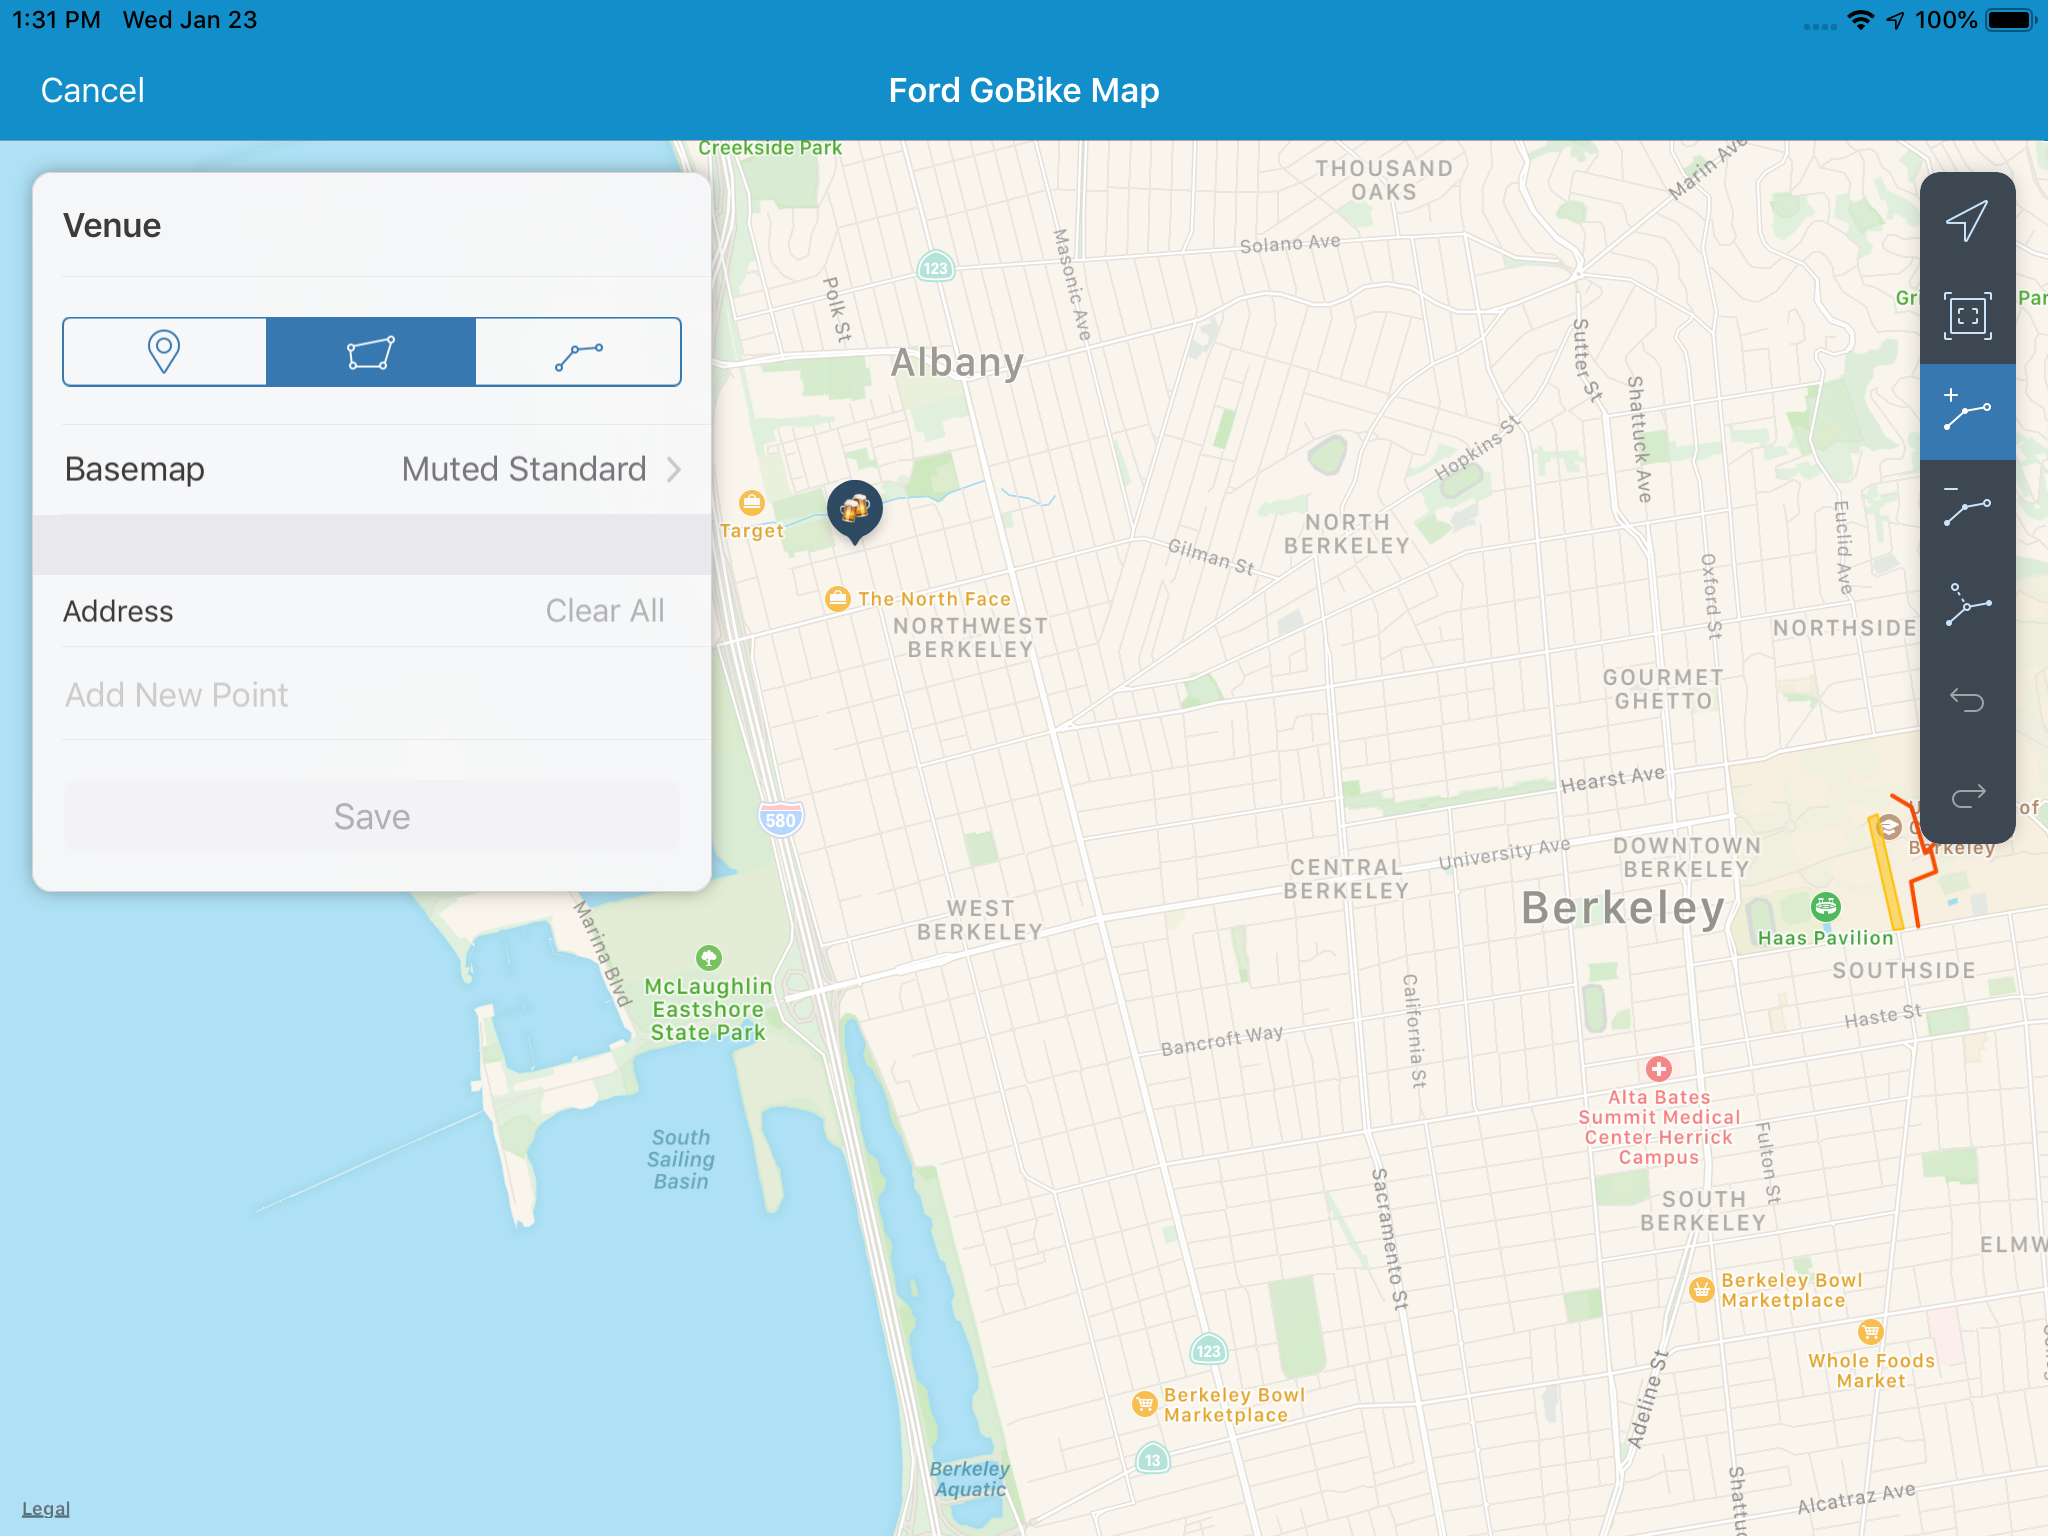 1:31 PM Wed Jan 23
100%
Cancel
Ford GoBike Map
Creekside Park
THOUSAND
OAKS
Marin Ave
Venue
Solano Ave
Masonic Ave
123
Polk St
Albany
Sutter St
Shattuck Ave
Hopkins St
Basemap
Muted Standard
Target
NORTH
BERKELEY
Gilman St
Euclid Ave
Oxford St
The North Face
NORTHWEST
BERKELEY
NORTHSIDE
Address
Clear All
Add New Point
GOURMET
GHETTO
Hearst Ave
Save
580
University Ave
DOWNTOWN
BERKELEY
of
Berkeley
CENTRAL
BERKELEY
Berkeley
WEST
BERKELEY
Marina Blvd
Haas Pavilion
SOUTHSIDE
McLaughlin
Eastshore
State Park
California St
Haste St
Bancroft Way
Alta Bates
Summit Medical
Center Herrick
Campus
Fulton St
South
Sailing
Basin
Sacramento St
SOUTH
BERKELEY
ELMW
Berkeley Bowl
Marketplace
123
Whole Foods
Market
Adeline St
Berkeley Bowl
Marketplace
13
Berkeley
Aquatic
Shattuc
Alcatraz Ave
Legal